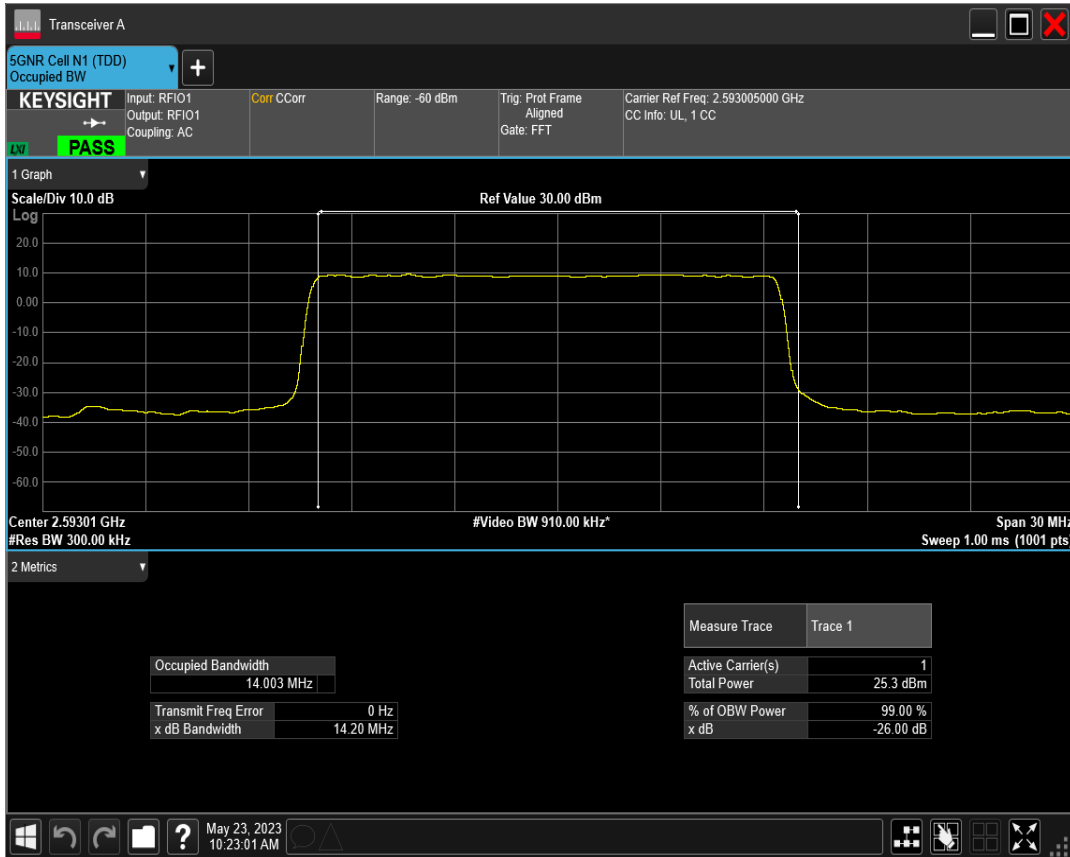 Transceiver A
5GNR Cell N1 (TDD)
Occupied BW
+
KEYSIGHT
LXI
PASS
Input: RFIO1
Output: RFIO1
Coupling: AC
Corr CCorr
Range: -60 dBm
Trig: Prot Frame
Aligned
Gate: FFT
Carrier Ref Freq: 2.593005000 GHz
CC Info: UL, 1 CC
1 Graph
Scale/Div 10.0 dB
Ref Value 30.00 dBm
Log
20.0
10.0
0.00
-10.0
-20.0
-30.0
-40.0
-50.0
-60.0
Center 2.59301 GHz
#Video BW 910.00 kHz*
Span 30 MHz
#Res BW 300.00 kHz
Sweep 1.00 ms (1001 pts)
2 Metrics
Measure Trace Trace 1
Occupied Bandwidth
14.003 MHz
Active Carrier(s) 1
Total Power 25.3 dBm
Transmit Freq Error 0 Hz
x dB Bandwidth 14.20 MHz
% of OBW Power 99.00 %
x dB -26.00 dB
?
May 23, 2023
10:23:01 AM